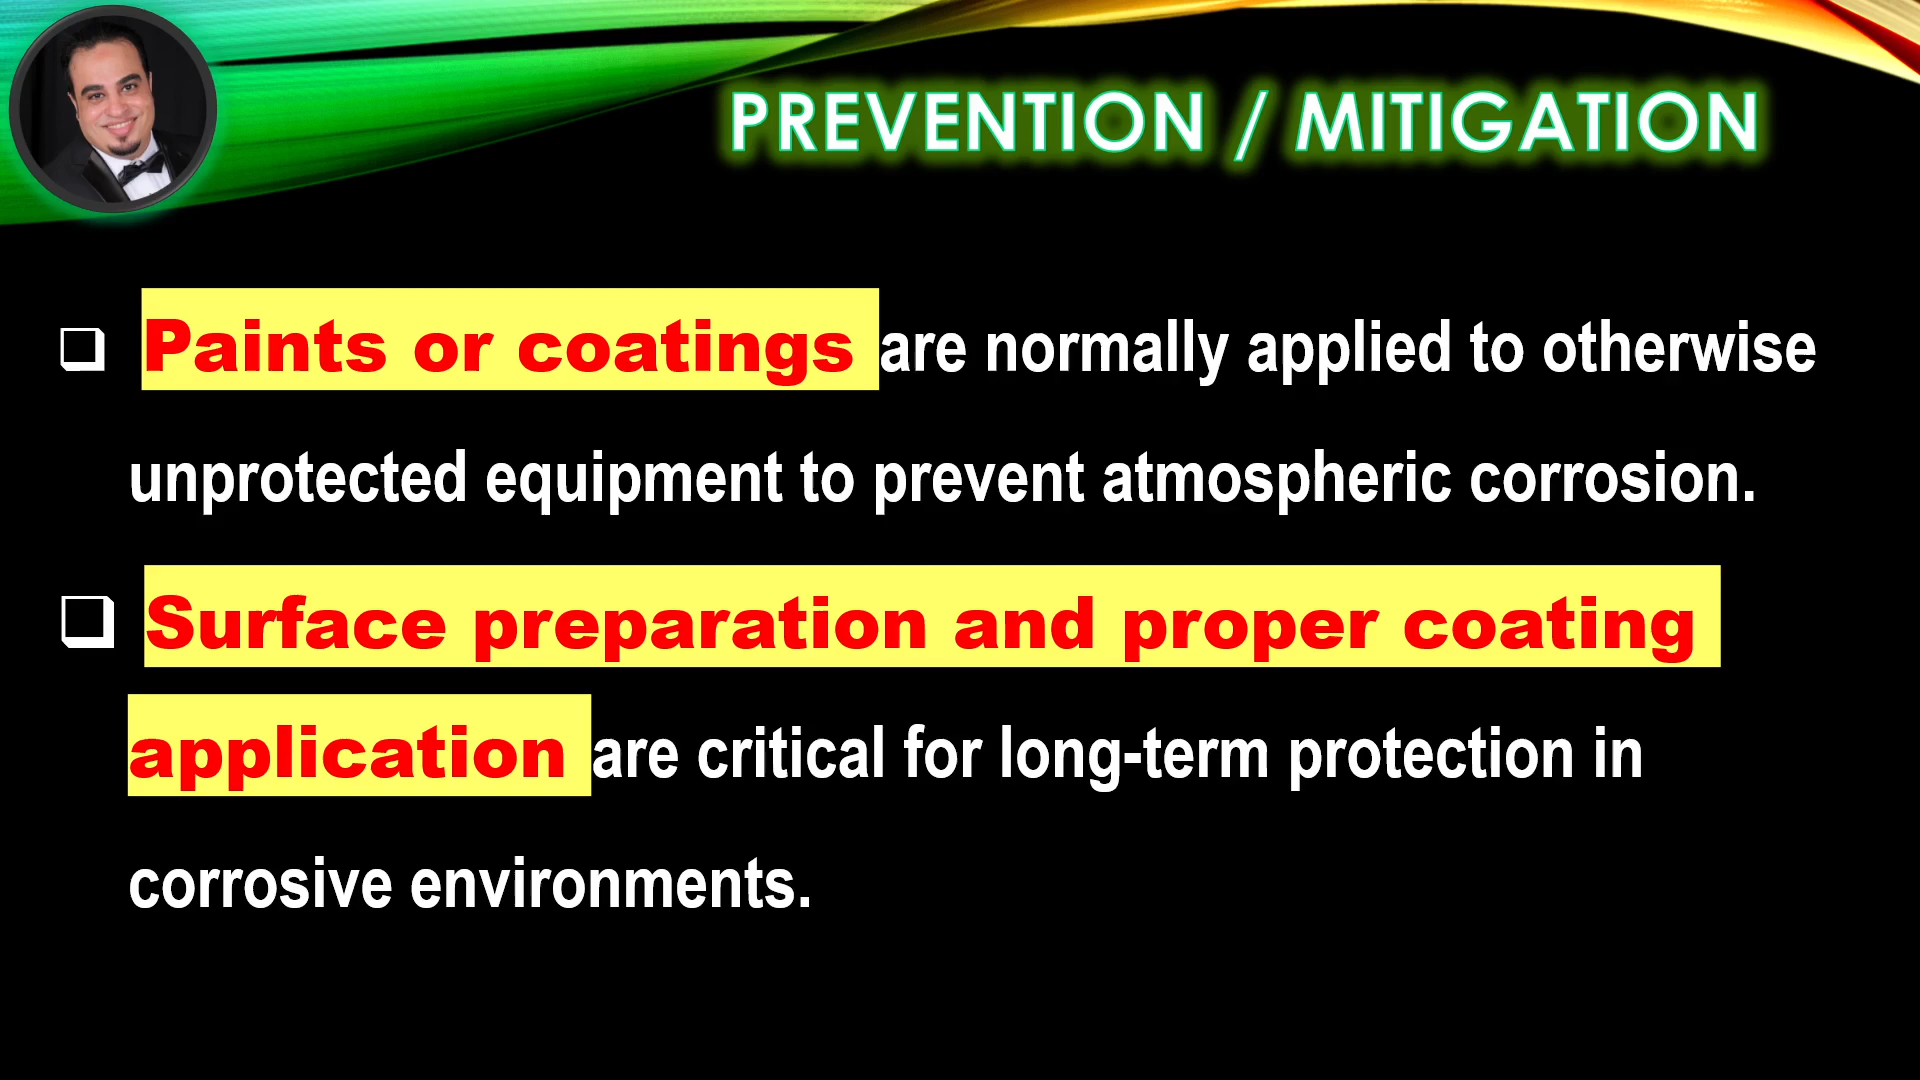 PREVENTION / MITIGATION
Paints or coatings are normally applied to otherwise
unprotected equipment to prevent atmospheric corrosion.
Surface preparation and proper coating
application are critical for long-term protection in
corrosive environments.